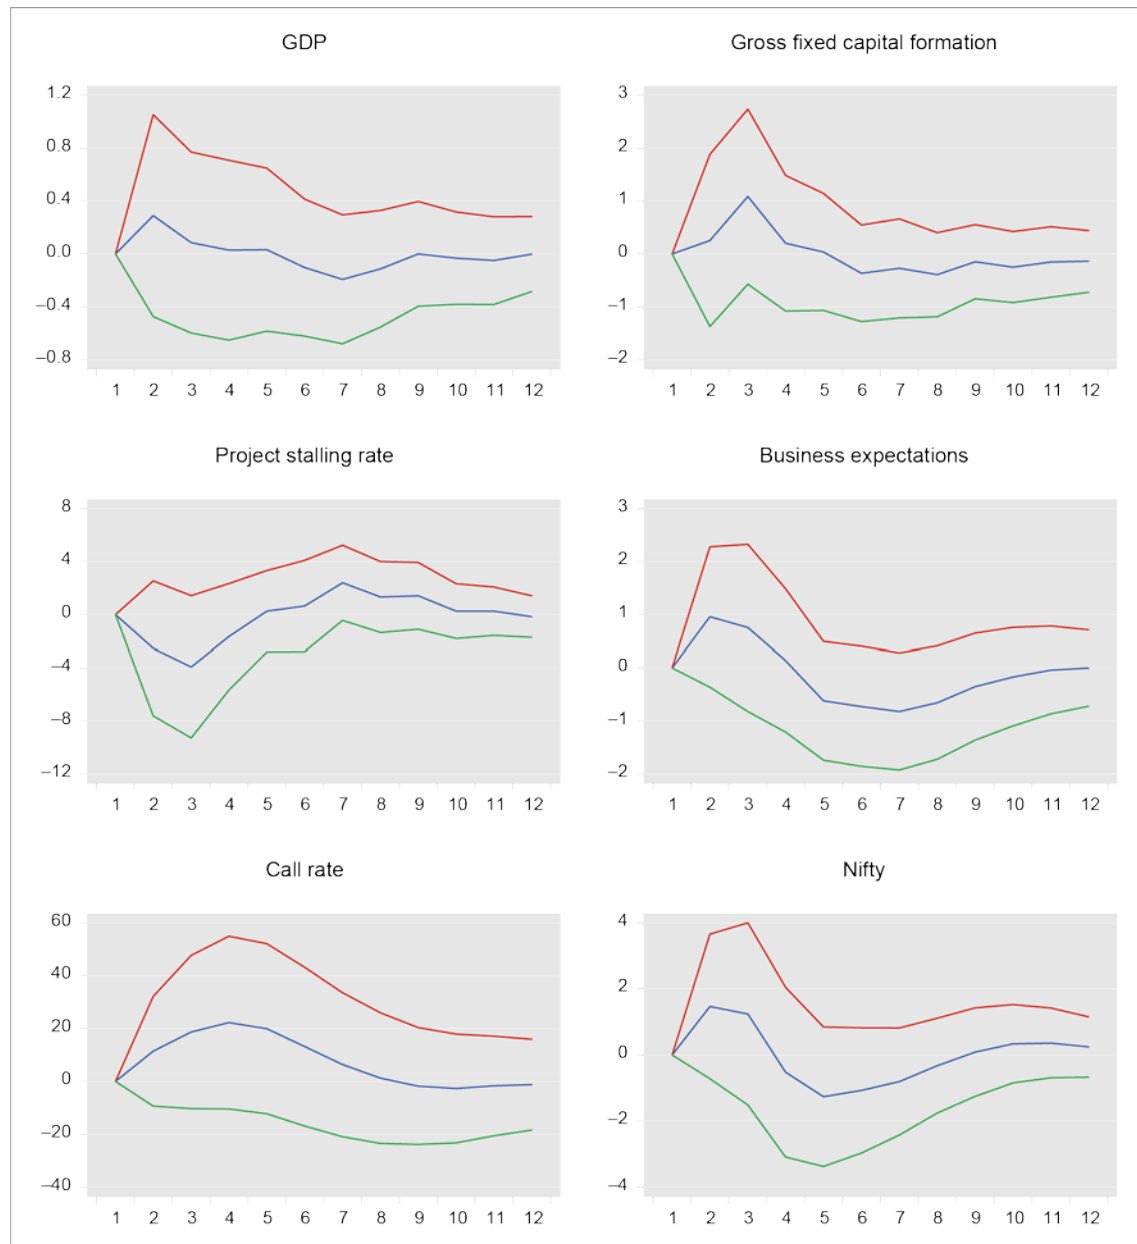 GDP
1.2
0.8
0.4
0.0
–0.4
–0.8
1 2 3 4 5 6 7 8 9 10 11 12
Gross fixed capital formation
3
2
1
0
–1
–2
1 2 3 4 5 6 7 8 9 10 11 12
Project stalling rate
8
4
0
–4
–8
–12
1 2 3 4 5 6 7 8 9 10 11 12
Business expectations
3
2
1
0
–1
–2
1 2 3 4 5 6 7 8 9 10 11 12
Call rate
60
40
20
0
–20
–40
1 2 3 4 5 6 7 8 9 10 11 12
Nifty
4
2
0
–2
–4
1 2 3 4 5 6 7 8 9 10 11 12